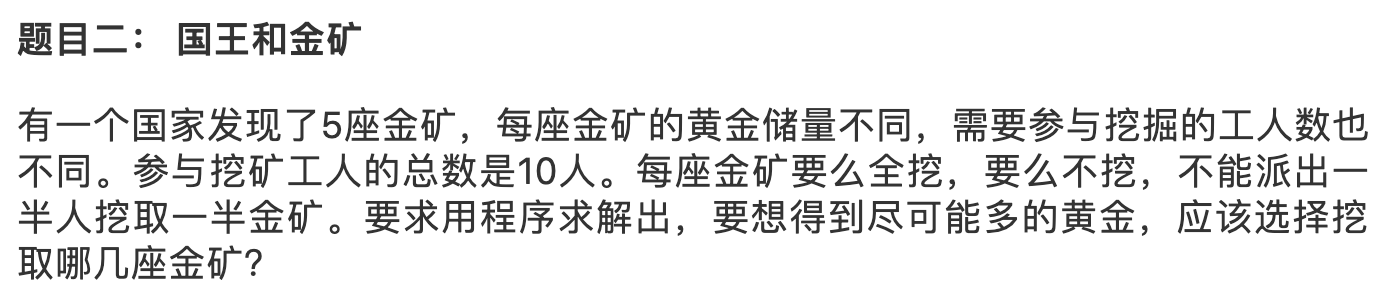 题目二： 国王和金矿
有一个国家发现了5座金矿，每座金矿的黄金储量不同，需要参与挖掘的工人数也
不同。参与挖矿工人的总数是10人。每座金矿要么全挖，要么不挖，不能派出一
半人挖取一半金矿。要求用程序求解出，要想得到尽可能多的黄金，应该选择挖
取哪几座金矿?